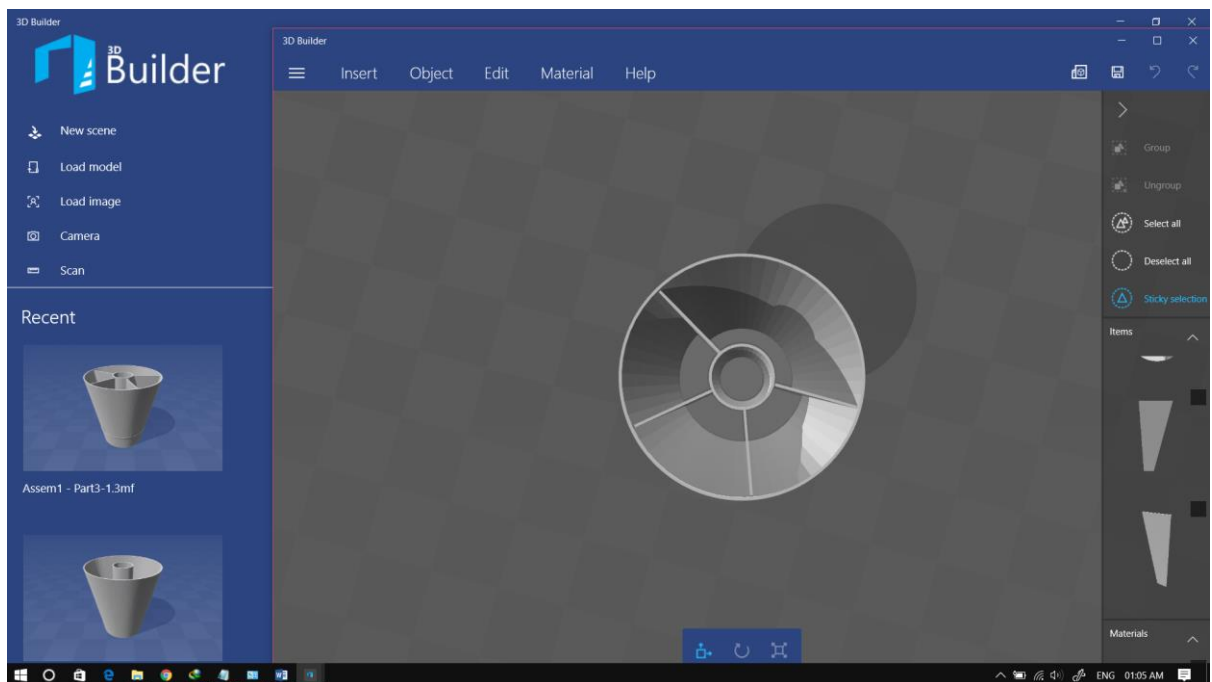 3D Builder
3D
Builder
New scene
Load model
Load image
Camera
Scan
Recent
Assem1 - Part3-1.3mf
3D Builder
Insert Object Edit Material Help
Group
Ungroup
Select all
Deselect all
Sticky selection
Items
Materials
ENG 01:05 AM